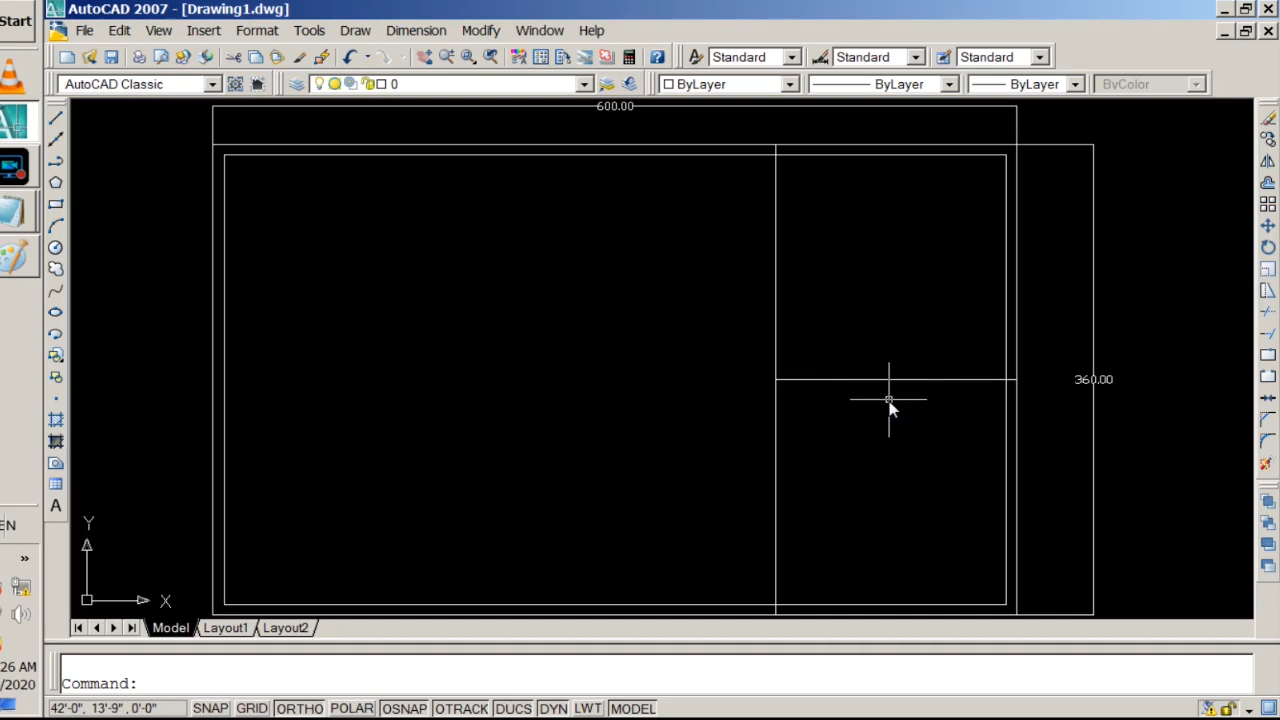 Start
AutoCAD 2007 - [Drawing1.dwg]
File Edit View Insert Format Tools Draw Dimension Modify Window Help
Standard Standard Standard
AutoCAD Classic 0 ByLayer ByLayer ByLayer ByColor
600.00
360.00
A
EN
Y
X
»
Model Layout1 Layout2
26 AM
/2020
Command:
42'-0", 13'-9", 0'-0" SNAP GRID ORTHO POLAR OSNAP OTRACK DUCS DYN LWT MODEL